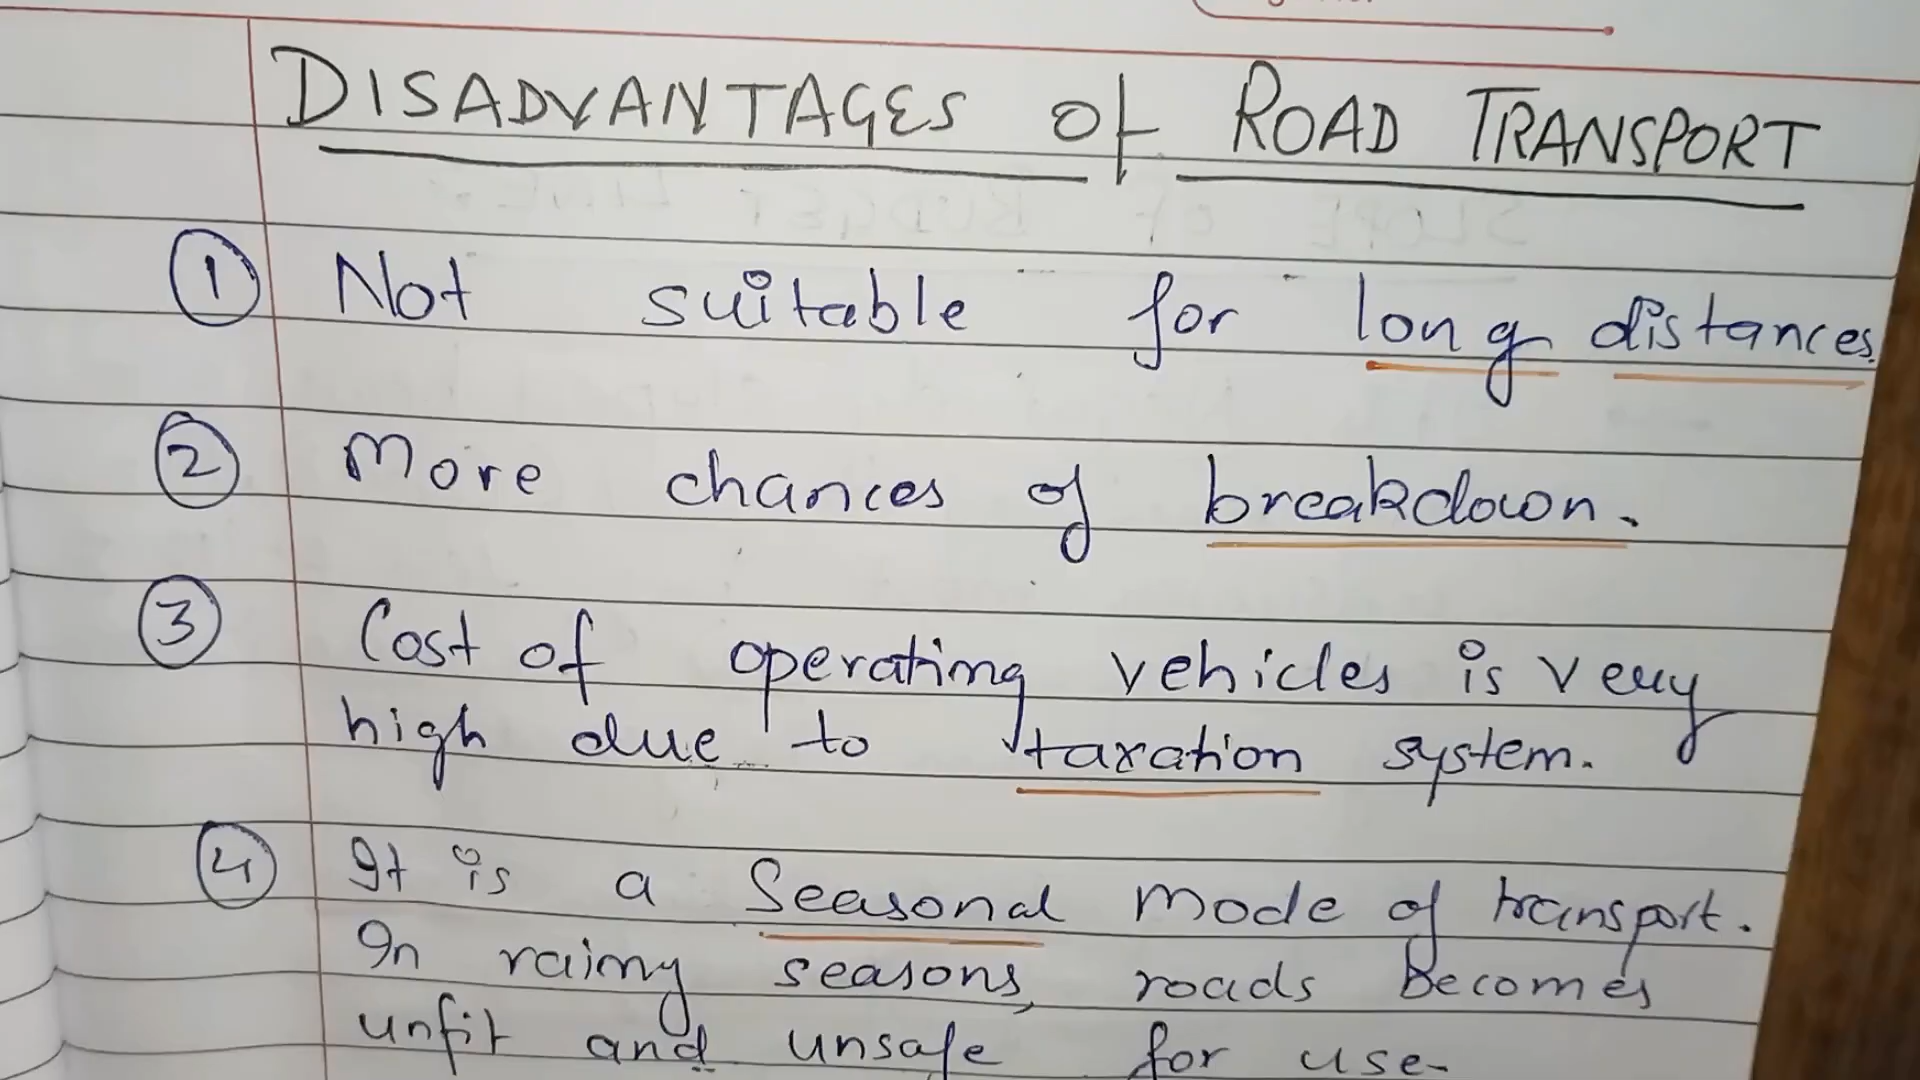 DISADVANTAGES of ROAD TRANSPORT
1 Not suitable for long distances.
2 More chances of breakdown.
3 Cost of operating vehicles is very
high due to taxation system.
4 It is a Seasonal mode of transport.
In rainy seasons, roads Becomes
unfit and unsafe for use.